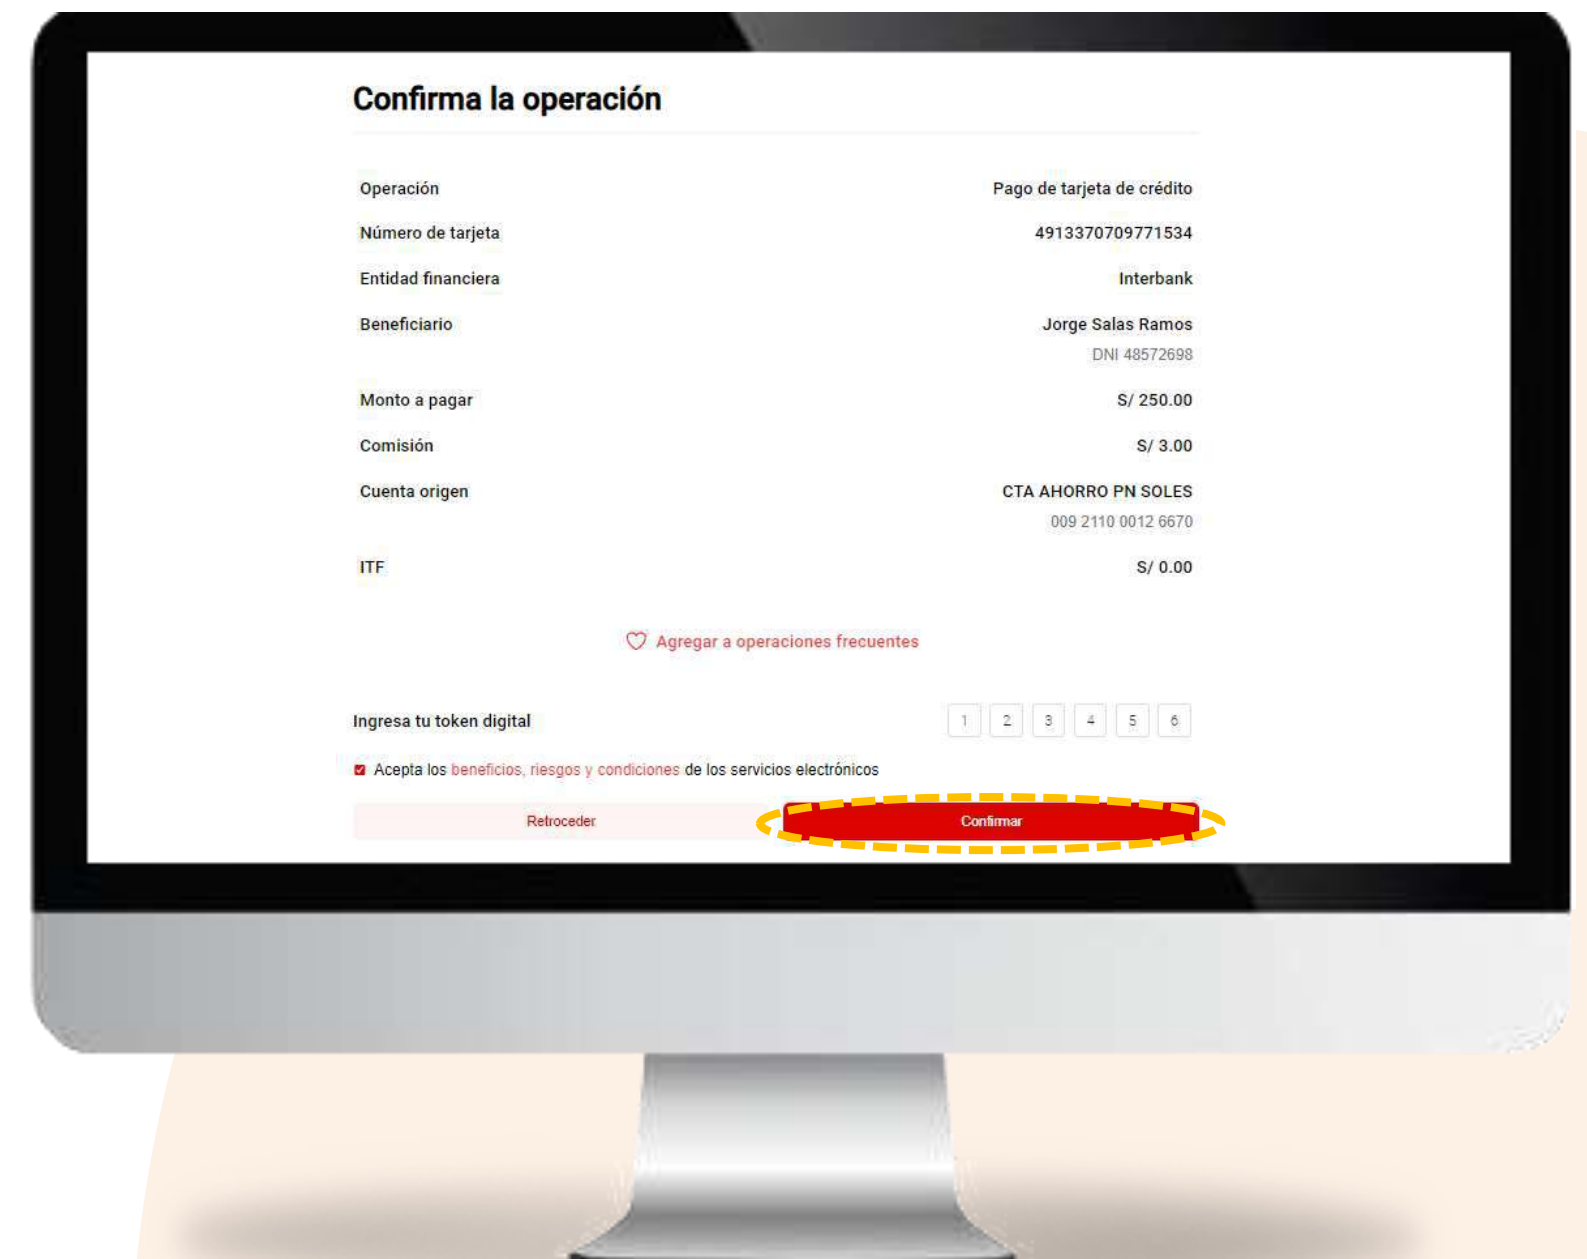 Confirma la operación
Operación Pago de tarjeta de crédito
Número de tarjeta 4913370709771534
Entidad financiera Interbank
Beneficiario Jorge Salas Ramos
DNI 48572698
Monto a pagar S/ 250.00
Comisión S/ 3.00
Cuenta origen CTA AHORRO PN SOLES
009 2110 0012 6670
ITF S/ 0.00
Agregar a operaciones frecuentes
Ingresa tu token digital 1 2 3 4 5 6
Acepta los beneficios, riesgos y condiciones de los servicios electrónicos
Retroceder Confirmar